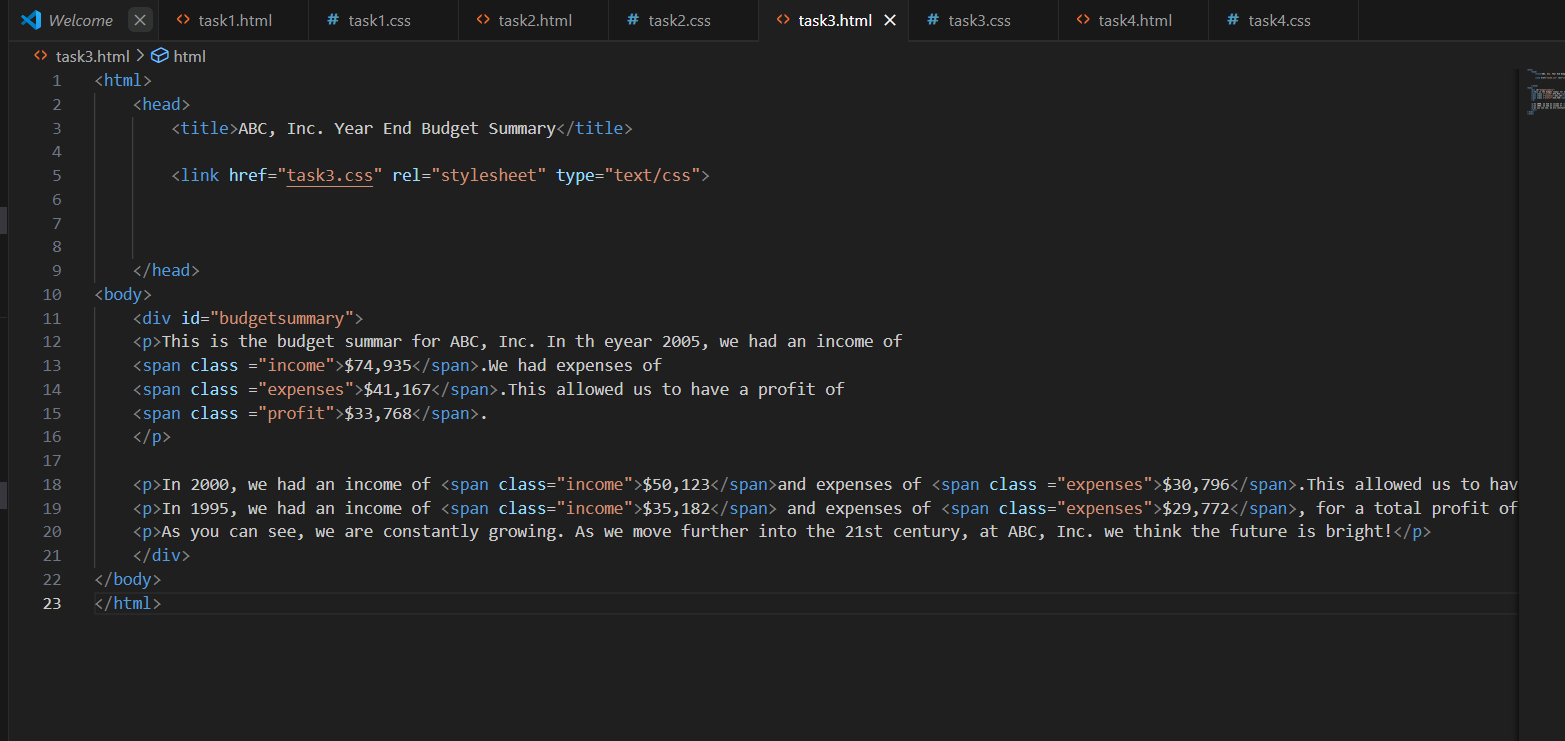 Welcome task1.html task1.css task2.html task2.css task3.html task3.css task4.html task4.css
task3.html > html
1 <html>
2 <head>
3 <title>ABC, Inc. Year End Budget Summary</title>
4
5 <link href="task3.css" rel="stylesheet" type="text/css">
6
7
8
9 </head>
10 <body>
11 <div id="budgetsummary">
12 <p>This is the budget summar for ABC, Inc. In th eyear 2005, we had an income of
13 <span class ="income">$74,935</span>.We had expenses of
14 <span class ="expenses">$41,167</span>.This allowed us to have a profit of
15 <span class ="profit">$33,768</span>.
16 </p>
17
18 <p>In 2000, we had an income of <span class="income">$50,123</span>and expenses of <span class ="expenses">$30,796</span>.This allowed us to hav
19 <p>In 1995, we had an income of <span class="income">$35,182</span> and expenses of <span class="expenses">$29,772</span>, for a total profit of
20 <p>As you can see, we are constantly growing. As we move further into the 21st century, at ABC, Inc. we think the future is bright!</p>
21 </div>
22 </body>
23 </html>